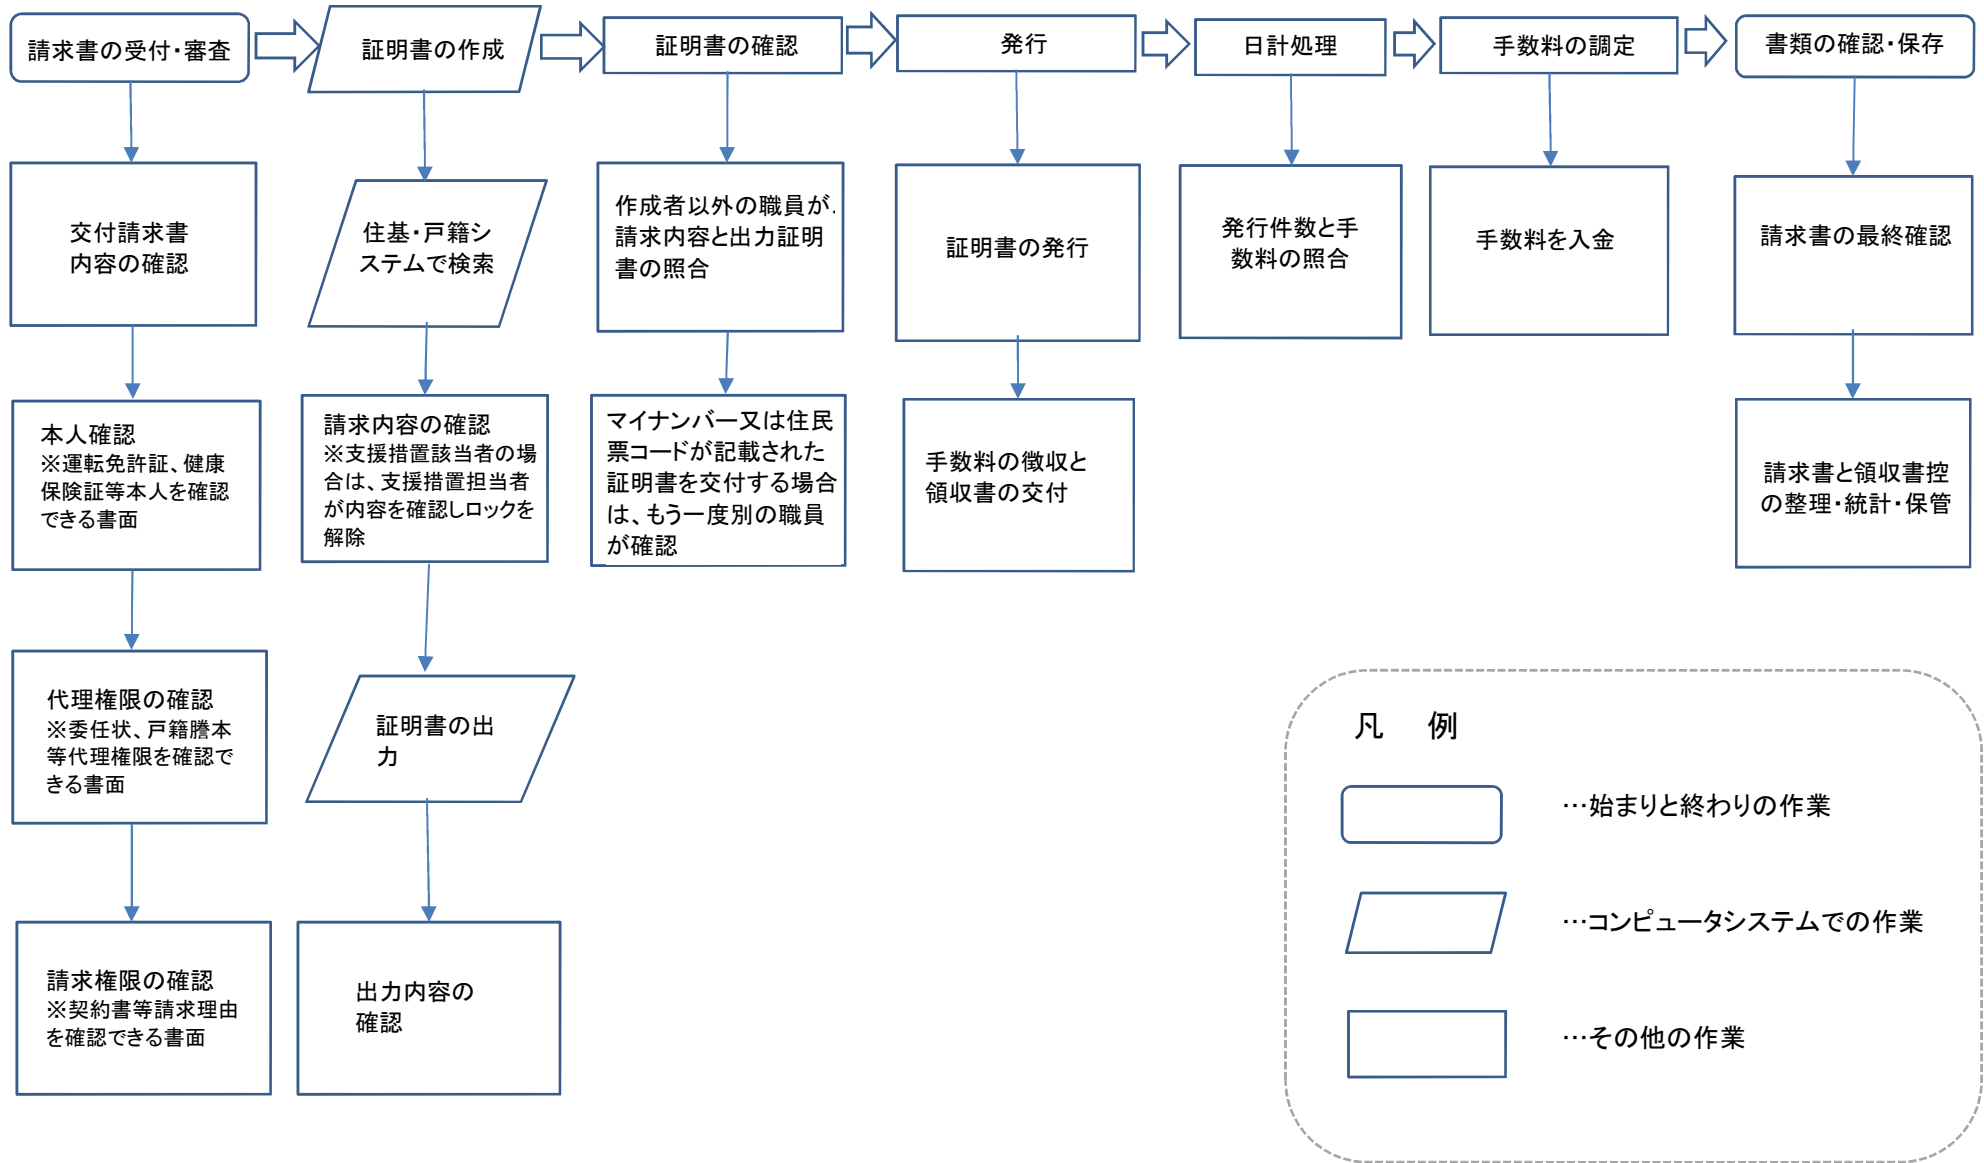 請求書の受付・審査
証明書の作成
証明書の確認
発行
日計処理
手数料の調定
書類の確認・保存
交付請求書
内容の確認
本人確認
※運転免許証、健康
保険証等本人を確認
できる書面
代理権限の確認
※委任状、戸籍謄本
等代理権限を確認で
きる書面
請求権限の確認
※契約書等請求理由
を確認できる書面
住基・戸籍シ
ステムで検索
請求内容の確認
※支援措置該当者の場
合は、支援措置担当者
が内容を確認しロックを
解除
証明書の出
力
出力内容の
確認
作成者以外の職員が、
請求内容と出力証明
書の照合
マイナンバー又は住民
票コードが記載された
証明書を交付する場合
は、もう一度別の職員
が確認
証明書の発行
手数料の徴収と
領収書の交付
発行件数と手
数料の照合
手数料を入金
請求書の最終確認
請求書と領収書控
の整理・統計・保管
凡　例
…始まりと終わりの作業
…コンピュータシステムでの作業
…その他の作業